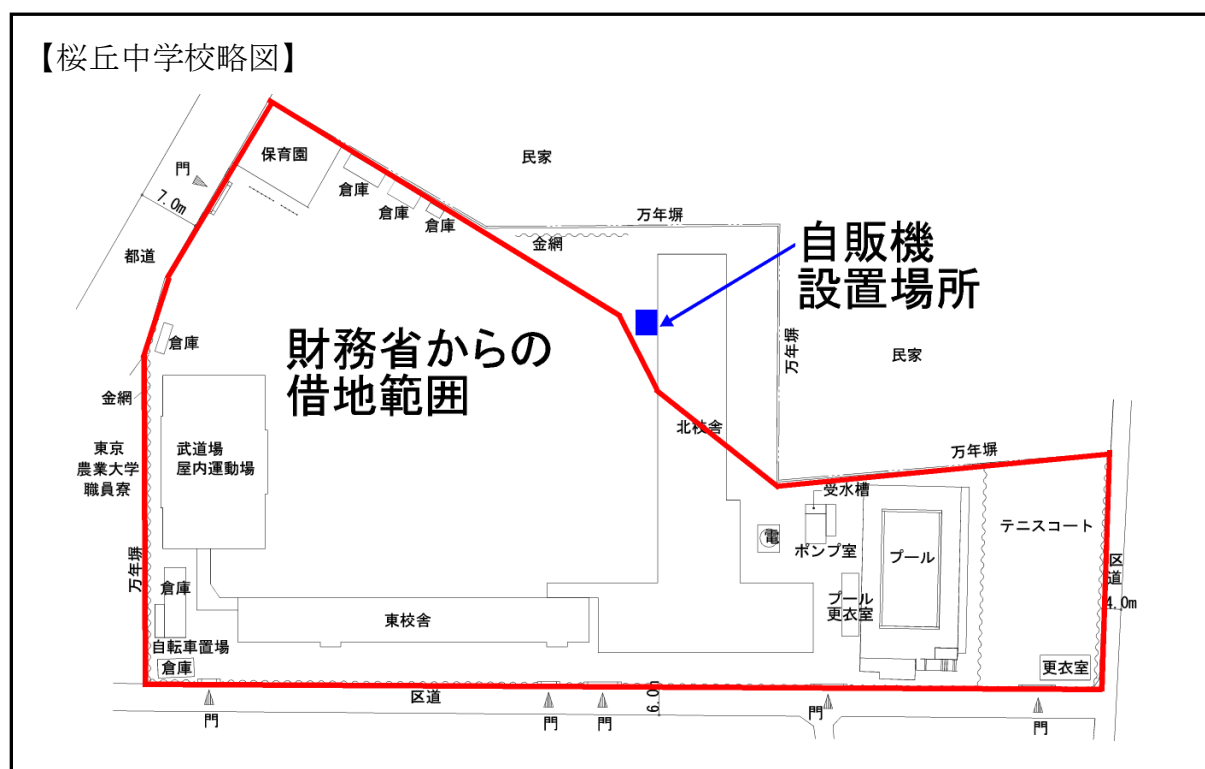 【桜丘中学校略図】
保育園
門
民家
倉庫
倉庫
倉庫
7.0m
万年塀
金網
自販機
設置場所
都道
倉庫
財務省からの
借地範囲
万年塀
民家
金網
北校舎
東京
農業大学
職員寮
武道場
屋内運動場
万年塀
受水槽
テニスコート
電
ポンプ室
プール
万年塀
区道
4.0m
倉庫
プール
更衣室
東校舎
自転車置場
倉庫
更衣室
区道
6.0m
門
門
門
門
門